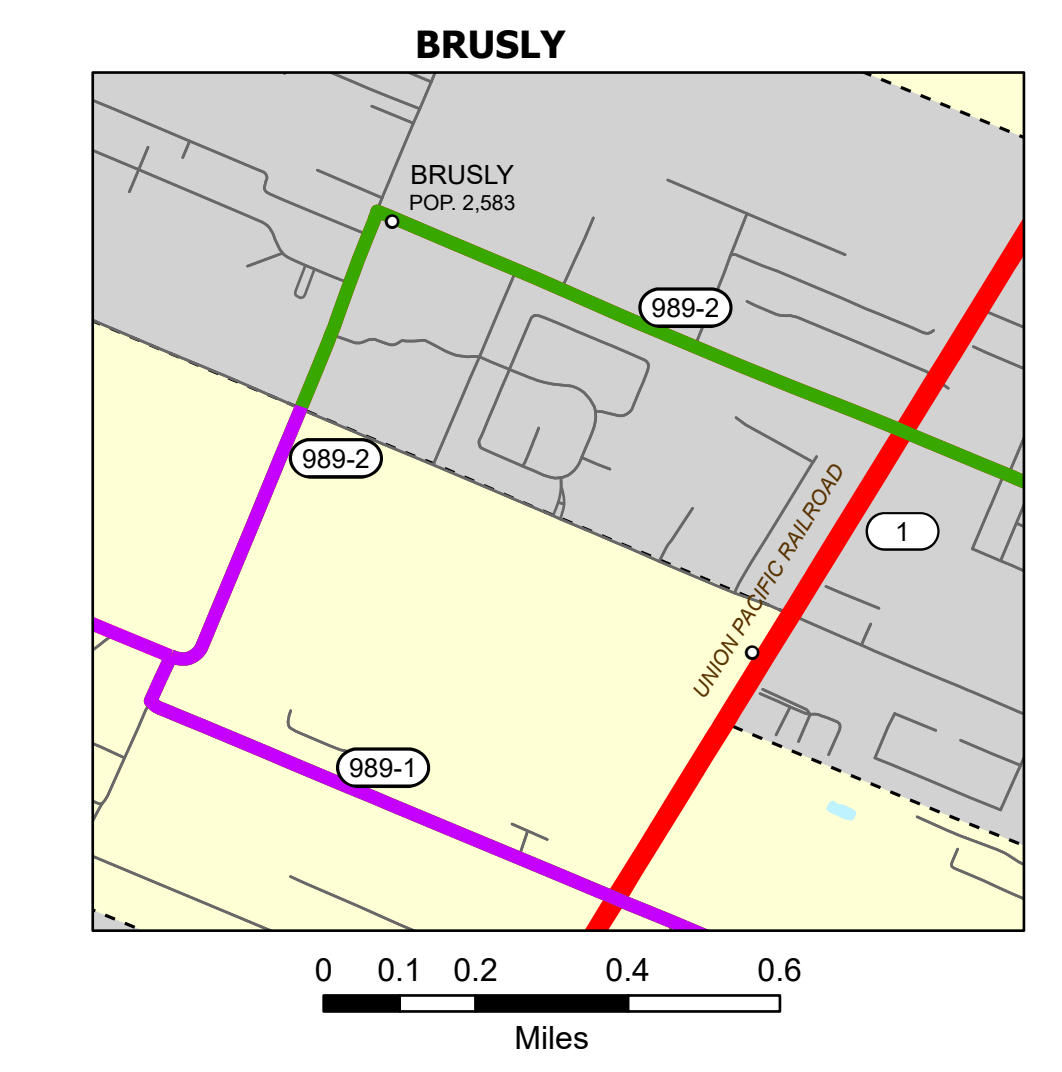 BRUSLY
BRUSLY
POP. 2,583
989-2
989-2
1
UNION PACIFIC RAILROAD
989-1
0 0.1 0.2 0.4 0.6
Miles